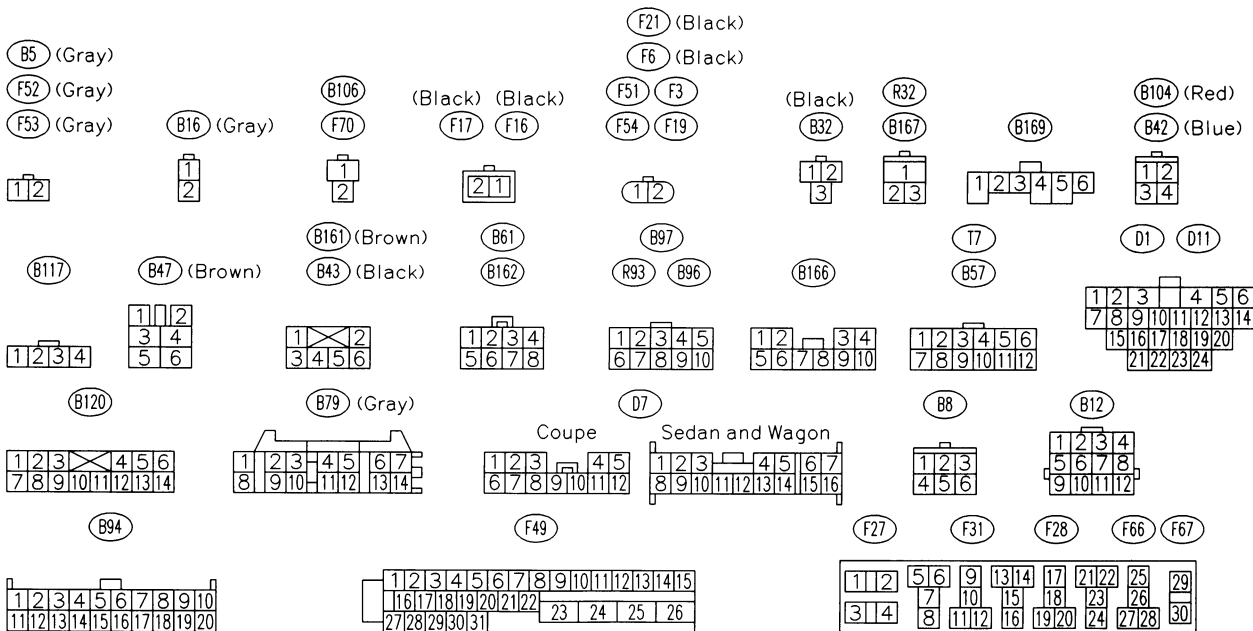 F21 (Black)
B5 (Gray) F6 (Black)
F52 (Gray) B106 (Black) (Black) F51 F3 (Black) R32 B104 (Red)
F53 (Gray) B16 (Gray) F70 F17 F16 F54 F19 B32 B167 B169 B42 (Blue)
1 2
1
2
1
2
2 1
1 2
1 2
3
1
2 3
1 2 3 4 5 6
1 2
3 4
B161 (Brown) B61 B97 T7 D1 D11
B117 B47 (Brown) B43 (Black) B162 R93 B96 B166 B57
1 2 3 4
1 2
3 4
5 6
1 2
3 4 5 6
1 2 3 4
5 6 7 8
1 2 3 4 5
6 7 8 9 10
1 2 3 4
5 6 7 8 9 10
1 2 3 4 5 6
7 8 9 10 11 12
1 2 3 4 5 6
7 8 9 10 11 12 13 14
15 16 17 18 19 20
21 22 23 24
B120 B79 (Gray) D7 B8 B12
Coupe Sedan and Wagon
1 2 3 4 5 6
7 8 9 10 11 12 13 14
1 2 3 4 5 6 7
8 9 10 11 12 13 14
1 2 3 4 5
6 7 8 9 10 11 12
1 2 3 4 5 6 7
8 9 10 11 12 13 14 15 16
1 2 3
4 5 6
1 2 3 4
5 6 7 8
9 10 11 12
B94 F49 F27 F31 F28 F66 F67
1 2 3 4 5 6 7 8 9 10
11 12 13 14 15 16 17 18 19 20
1 2 3 4 5 6 7 8 9 10 11 12 13 14 15
16 17 18 19 20 21 22 23 24 25 26
27 28 29 30 31
1 2 5 6 9 13 14 17 21 22 25 29
7 10 15 18 23 26
3 4 8 11 12 16 19 20 24 27 28 30